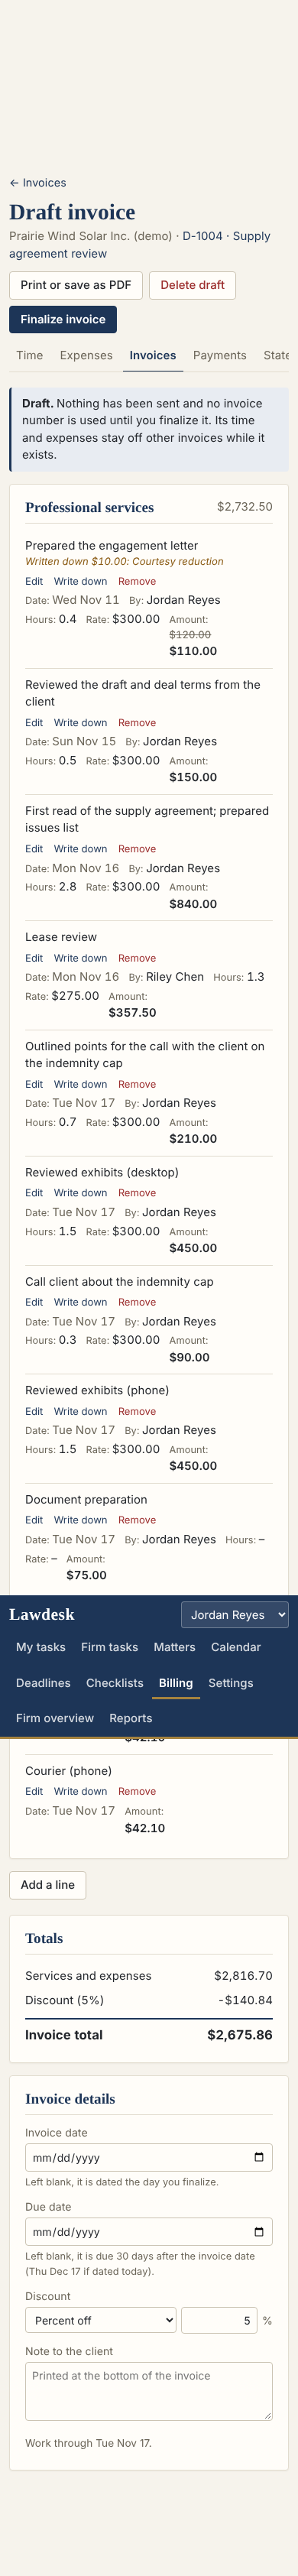 ← Invoices
Draft invoice
Prairie Wind Solar Inc. (demo) · D-1004 · Supply
agreement review
Print or save as PDF
Delete draft
Finalize invoice
Time Expenses Invoices Payments State
Draft. Nothing has been sent and no invoice
number is used until you finalize it. Its time
and expenses stay off other invoices while it
exists.
Professional services $2,732.50
Prepared the engagement letter
Written down $10.00: Courtesy reduction
Edit Write down Remove
Date: Wed Nov 11 By: Jordan Reyes
Hours: 0.4 Rate: $300.00 Amount:
$120.00
$110.00
Reviewed the draft and deal terms from the
client
Edit Write down Remove
Date: Sun Nov 15 By: Jordan Reyes
Hours: 0.5 Rate: $300.00 Amount:
$150.00
First read of the supply agreement; prepared
issues list
Edit Write down Remove
Date: Mon Nov 16 By: Jordan Reyes
Hours: 2.8 Rate: $300.00 Amount:
$840.00
Lease review
Edit Write down Remove
Date: Mon Nov 16 By: Riley Chen Hours: 1.3
Rate: $275.00 Amount:
$357.50
Outlined points for the call with the client on
the indemnity cap
Edit Write down Remove
Date: Tue Nov 17 By: Jordan Reyes
Hours: 0.7 Rate: $300.00 Amount:
$210.00
Reviewed exhibits (desktop)
Edit Write down Remove
Date: Tue Nov 17 By: Jordan Reyes
Hours: 1.5 Rate: $300.00 Amount:
$450.00
Call client about the indemnity cap
Edit Write down Remove
Date: Tue Nov 17 By: Jordan Reyes
Hours: 0.3 Rate: $300.00 Amount:
$90.00
Reviewed exhibits (phone)
Edit Write down Remove
Date: Tue Nov 17 By: Jordan Reyes
Hours: 1.5 Rate: $300.00 Amount:
$450.00
Document preparation
Edit Write down Remove
Date: Tue Nov 17 By: Jordan Reyes Hours: –
Rate: – Amount:
$75.00
Lawdesk Jordan Reyes
My tasks Firm tasks Matters Calendar
Deadlines Checklists Billing Settings
Firm overview Reports
$42.10
Courier (phone)
Edit Write down Remove
Date: Tue Nov 17 Amount:
$42.10
Add a line
Totals
Services and expenses $2,816.70
Discount (5%) -$140.84
Invoice total $2,675.86
Invoice details
Invoice date
mm/dd/yyyy
Left blank, it is dated the day you finalize.
Due date
mm/dd/yyyy
Left blank, it is due 30 days after the invoice date
(Thu Dec 17 if dated today).
Discount
Percent off 5 %
Note to the client
Printed at the bottom of the invoice
Work through Tue Nov 17.